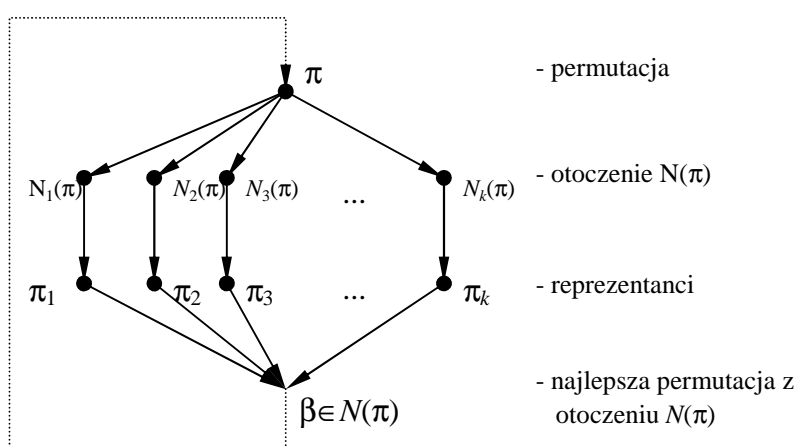 π - permutacja
N₁(π) N₂(π) N₃(π) ... Nₖ(π) - otoczenie N(π)
π₁ π₂ π₃ ... πₖ - reprezentanci
β∈N(π) - najlepsza permutacja z
otoczeniu N(π)